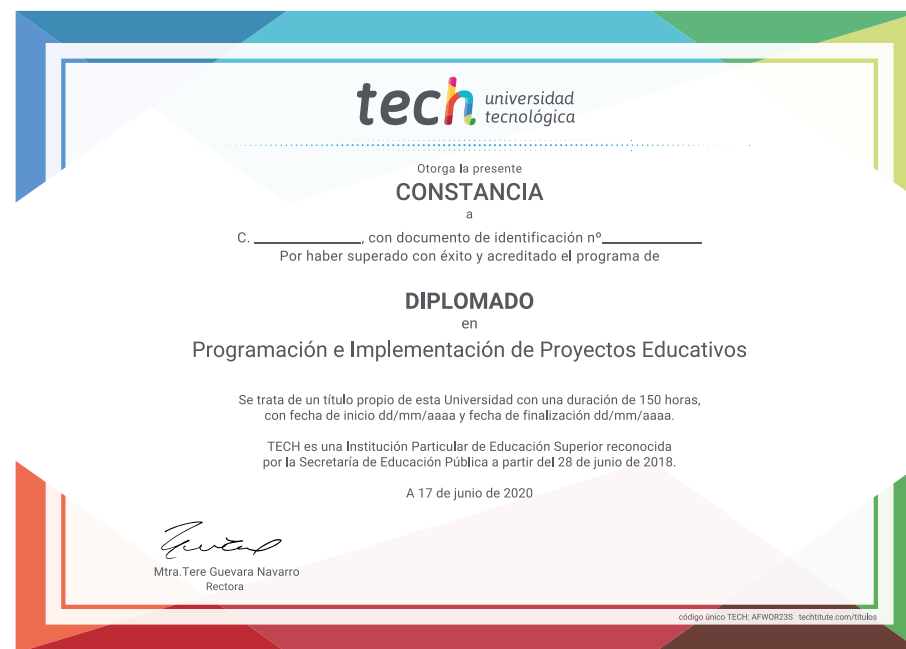 tech universidad
tecnológica
Otorga la presente
CONSTANCIA
a
C. ____________, con documento de identificación nº____________
Por haber superado con éxito y acreditado el programa de
DIPLOMADO
en
Programación e Implementación de Proyectos Educativos
Se trata de un título propio de esta Universidad con una duración de 150 horas,
con fecha de inicio dd/mm/aaaa y fecha de finalización dd/mm/aaaa.
TECH es una Institución Particular de Educación Superior reconocida
por la Secretaría de Educación Pública a partir del 28 de junio de 2018.
A 17 de junio de 2020
Mtra.Tere Guevara Navarro
Rectora
código único TECH: AFWOR23S techtitute.com/titulos